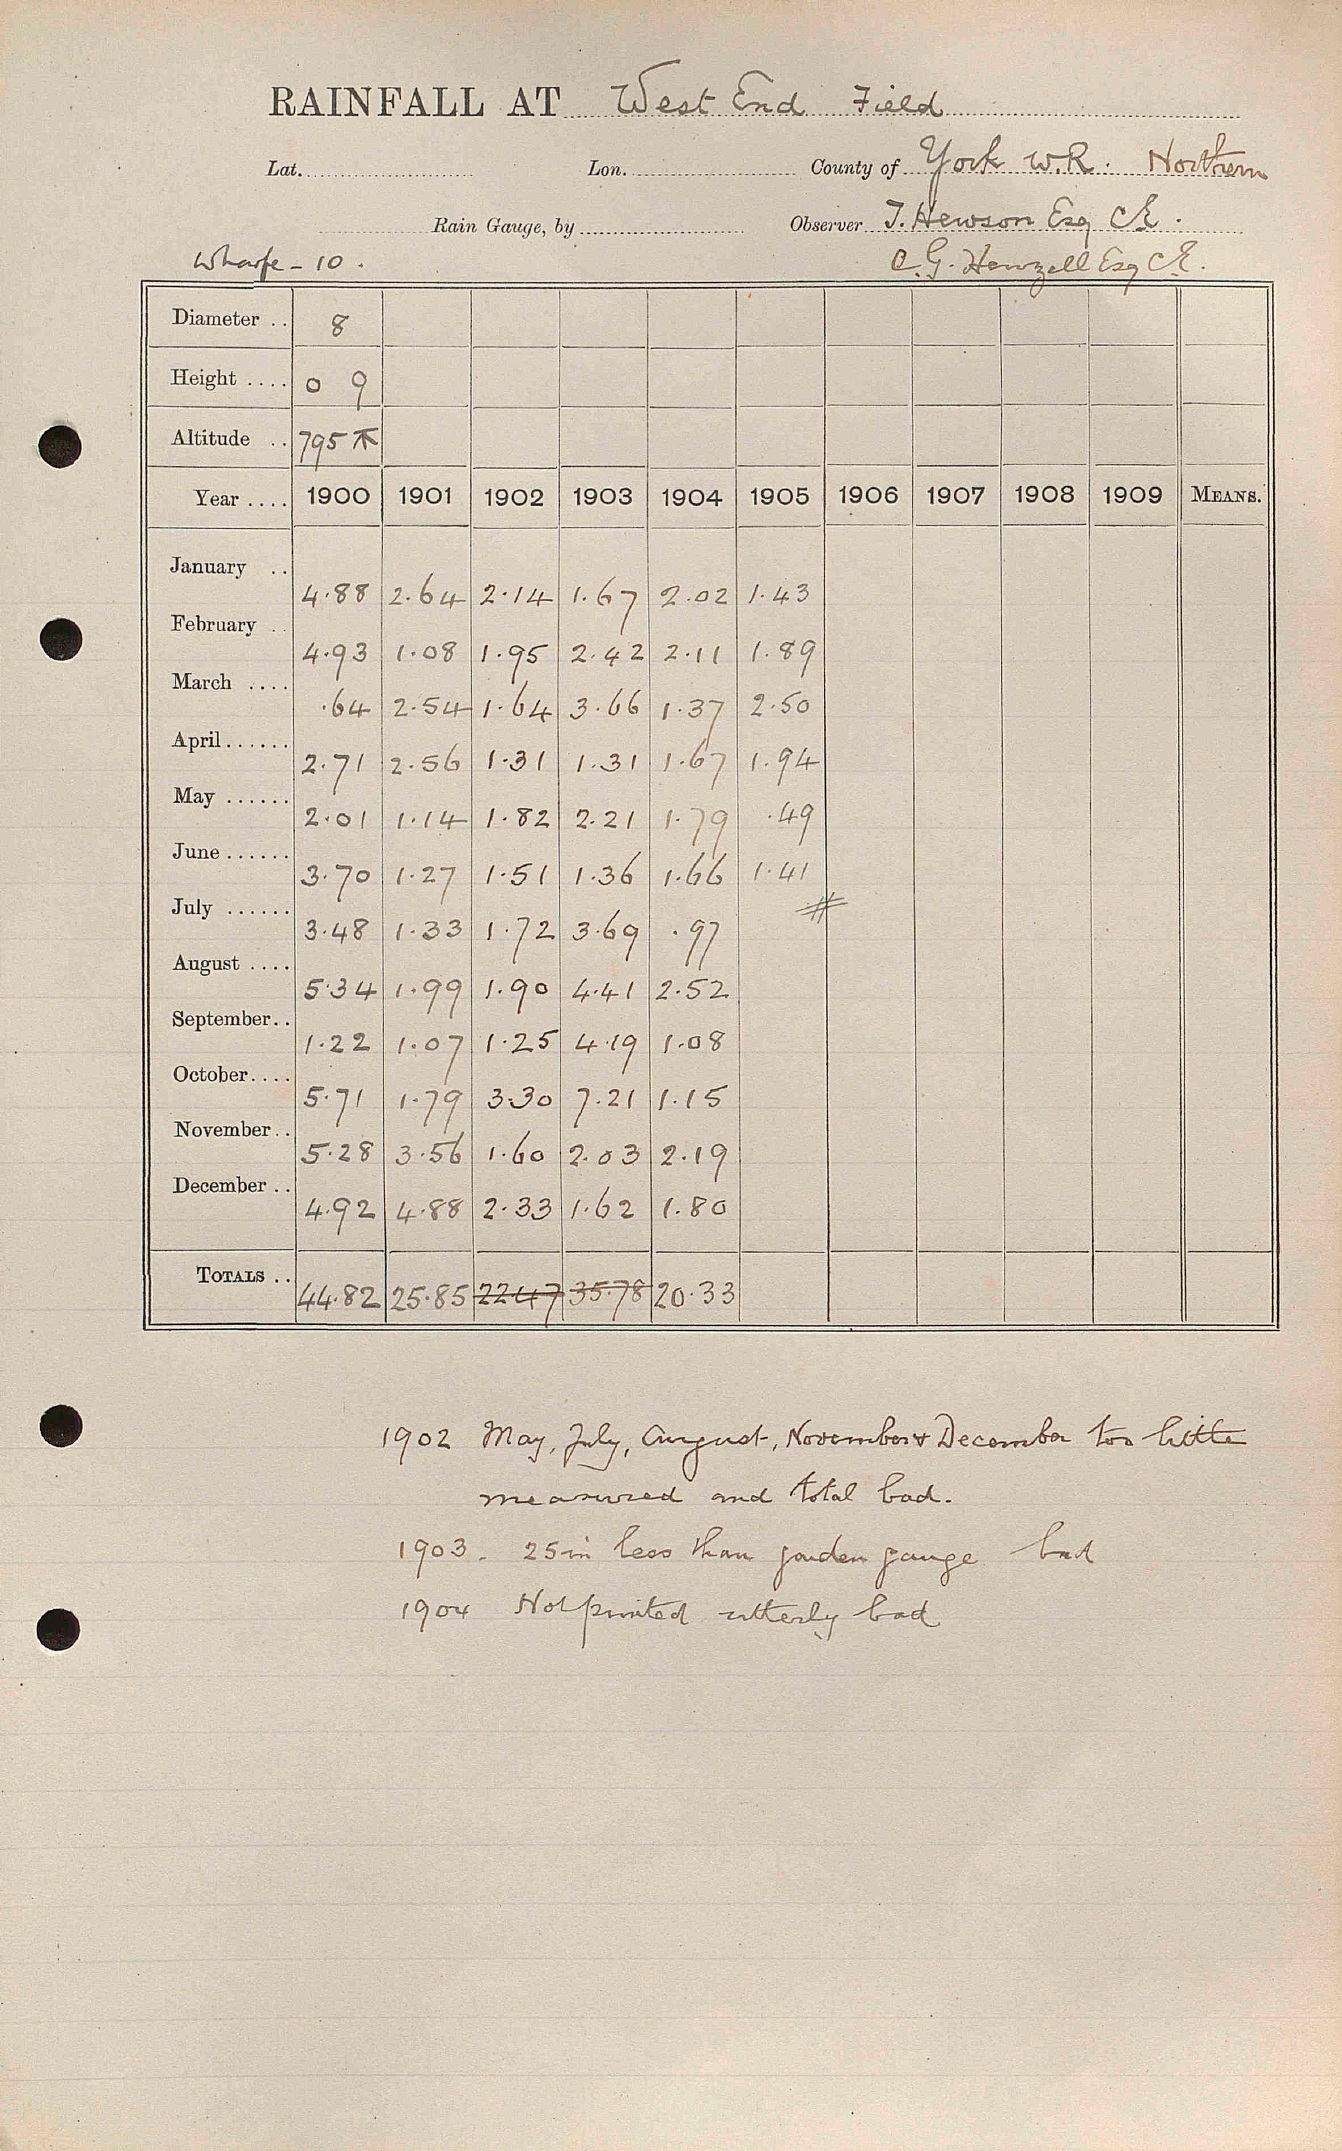 RAINFALL AT West End Field
Lat. Lon. County of York W.R. Northern
Rain Gauge, by Observer T. Hewson Esq C.E.
Wharfe - 10. C. G. Henzell Esq C.E.
Diameter .. 8
Height .... 0 9
Altitude .. 795
Year .... 1900 1901 1902 1903 1904 1905 1906 1907 1908 1909 MEANS.
January .. 4.88 2.64 2.14 1.67 2.02 1.43
February .. 4.93 1.08 1.95 2.42 2.11 1.89
March .... .64 2.54 1.64 3.66 1.37 2.50
April...... 2.71 2.56 1.31 1.31 1.67 1.94
May ...... 2.01 1.14 1.82 2.21 1.79 .49
June ...... 3.70 1.27 1.51 1.36 1.66 1.41
July ...... 3.48 1.33 1.72 3.69 .97
August .... 5.34 1.99 1.90 4.41 2.52
September.. 1.22 1.07 1.25 4.19 1.08
October.... 5.71 1.79 3.30 7.21 1.15
November.. 5.28 3.56 1.60 2.03 2.19
December .. 4.92 4.88 2.33 1.62 1.80
TOTALS .. 44.82 25.85 22.47 35.78 20.33
1902 May, July, August, November & December too little
measured and total bad.
1903. 25in less than garden gauge bad
1904 Not printed utterly bad